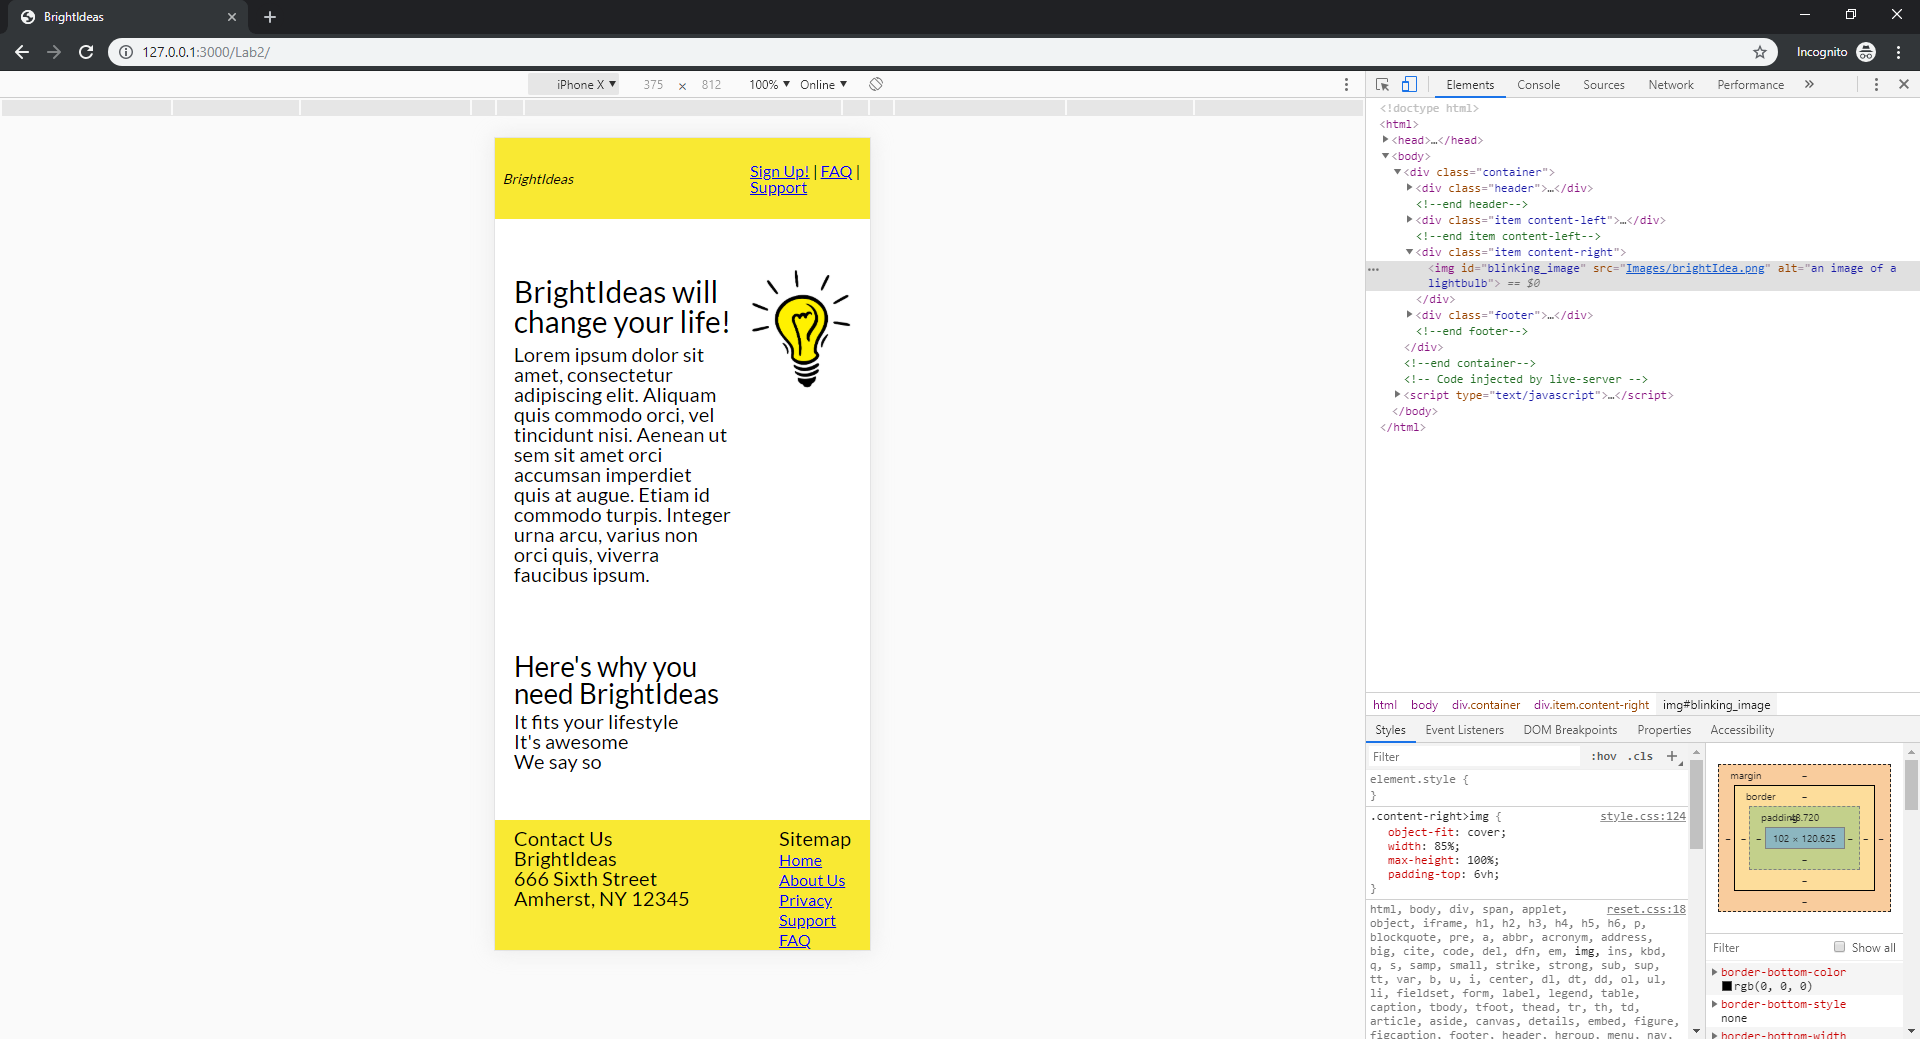 BrightIdeas
127.0.0.1:3000/Lab2/
Incognito
iPhone X ▼ 375 × 812 100% ▼ Online ▼
BrightIdeas
Sign Up! | FAQ |
Support
BrightIdeas will
change your life!
Lorem ipsum dolor sit
amet, consectetur
adipiscing elit. Aliquam
quis commodo orci, vel
tincidunt nisi. Aenean ut
sem sit amet orci
accumsan imperdiet
quis at augue. Etiam id
commodo turpis. Integer
urna arcu, varius non
orci quis, viverra
faucibus ipsum.
Here's why you
need BrightIdeas
It fits your lifestyle
It's awesome
We say so
Contact Us
BrightIdeas
666 Sixth Street
Amherst, NY 12345
Sitemap
Home
About Us
Privacy
Support
FAQ
Elements Console Sources Network Performance »
<!doctype html>
<html>
<head>…</head>
<body>
<div class="container">
<div class="header">…</div>
<!--end header-->
<div class="item content-left">…</div>
<!--end item content-left-->
<div class="item content-right">
<img id="blinking_image" src="Images/brightIdea.png" alt="an image of a
lightbulb"> == $0
</div>
<div class="footer">…</div>
<!--end footer-->
</div>
<!--end container-->
<!-- Code injected by live-server -->
<script type="text/javascript">…</script>
</body>
</html>
html body div.container div.item.content-right img#blinking_image
Styles Event Listeners DOM Breakpoints Properties Accessibility
Filter :hov .cls +
element.style {
}
.content-right>img { style.css:124
object-fit: cover;
width: 85%;
max-height: 100%;
padding-top: 6vh;
}
html, body, div, span, applet, reset.css:18
object, iframe, h1, h2, h3, h4, h5, h6, p,
blockquote, pre, a, abbr, acronym, address,
big, cite, code, del, dfn, em, img, ins, kbd,
q, s, samp, small, strike, strong, sub, sup,
tt, var, b, u, i, center, dl, dt, dd, ol, ul,
li, fieldset, form, label, legend, table,
caption, tbody, tfoot, thead, tr, th, td,
article, aside, canvas, details, embed, figure,
figcaption, footer, header, hgroup, menu, nav,
margin –
border –
padding 48.720
– – – 102 × 120.625 – – –
–
–
–
Filter Show all
border-bottom-color
rgb(0, 0, 0)
border-bottom-style
none
border-bottom-width